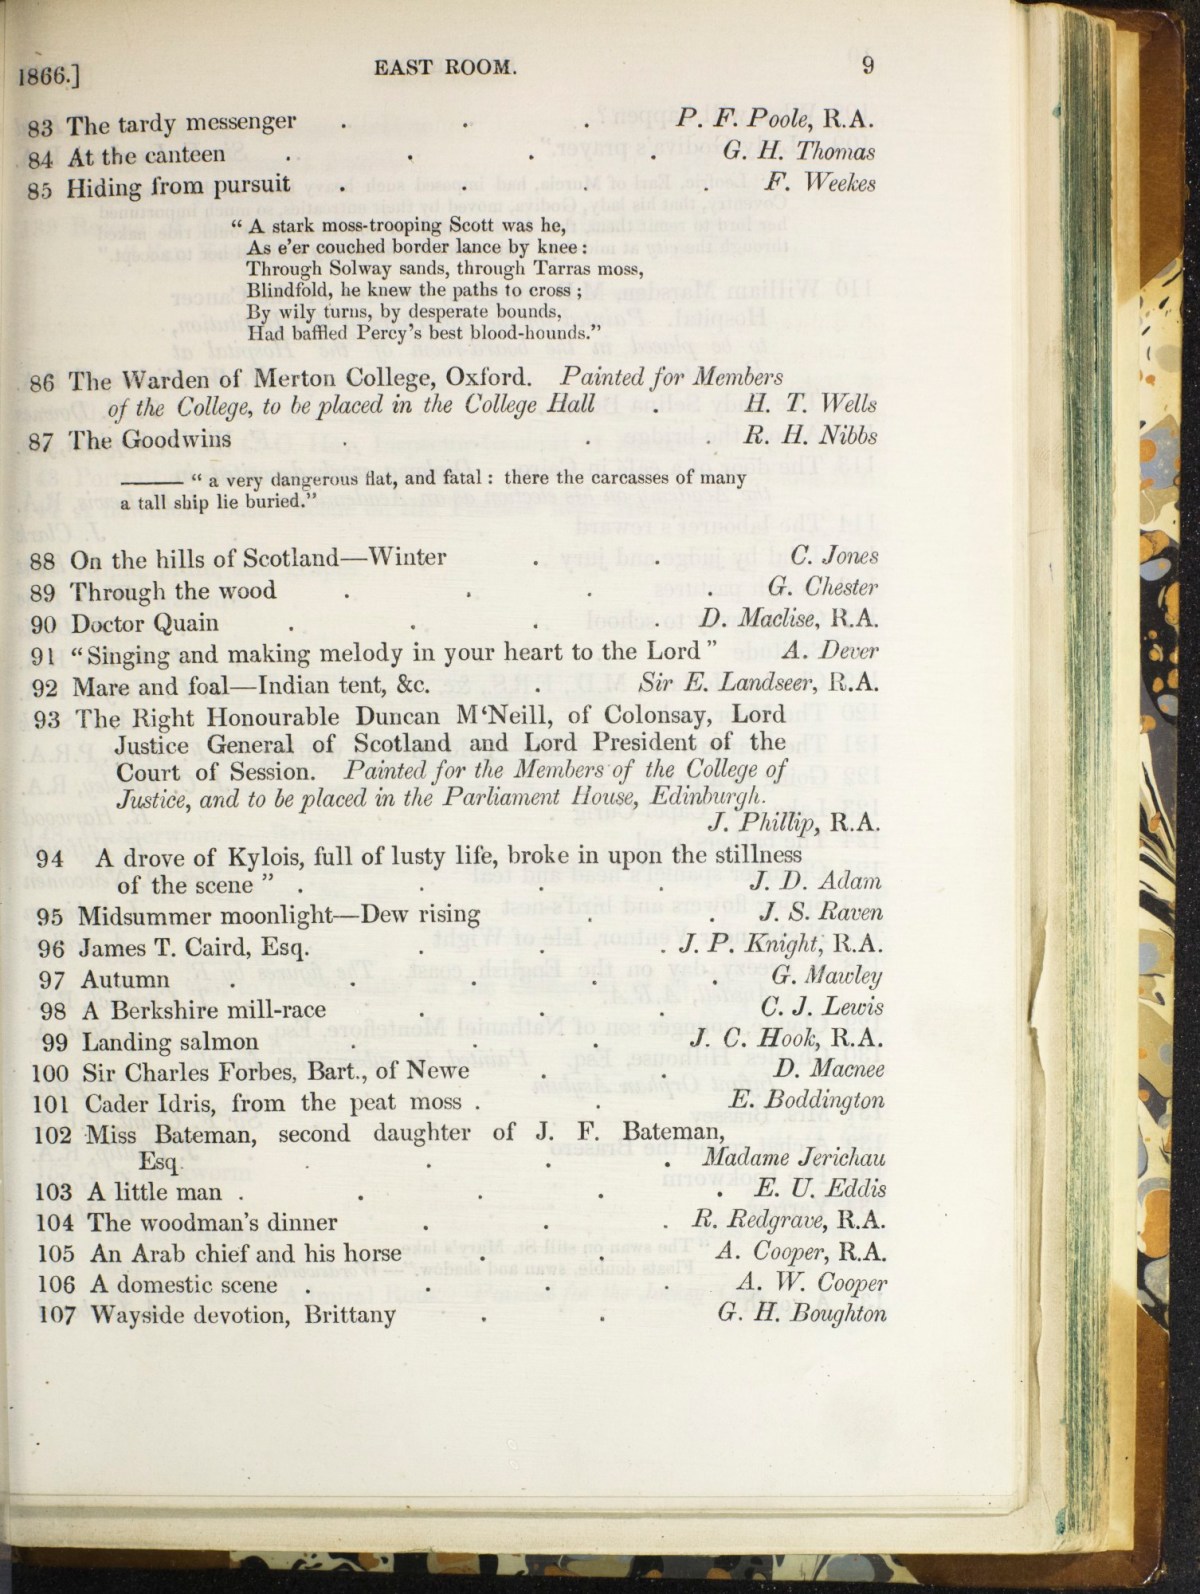 1866.] EAST ROOM. 9
83 The tardy messenger . . . P. F. Poole, R.A.
84 At the canteen . . . . G. H. Thomas
85 Hiding from pursuit . . . . F. Weekes
“ A stark moss-trooping Scott was he,
As e’er couched border lance by knee :
Through Solway sands, through Tarras moss,
Blindfold, he knew the paths to cross ;
By wily turns, by desperate bounds,
Had baffled Percy’s best blood-hounds.”
86 The Warden of Merton College, Oxford. Painted for Members
of the College, to be placed in the College Hall . H. T. Wells
87 The Goodwins . . . R. H. Nibbs
——— “ a very dangerous flat, and fatal : there the carcasses of many
a tall ship lie buried.”
88 On the hills of Scotland—Winter . . C. Jones
89 Through the wood . . . . G. Chester
90 Doctor Quain . . . . D. Maclise, R.A.
91 “ Singing and making melody in your heart to the Lord ” A. Dever
92 Mare and foal—Indian tent, &c. . Sir E. Landseer, R.A.
93 The Right Honourable Duncan M‘Neill, of Colonsay, Lord
Justice General of Scotland and Lord President of the
Court of Session. Painted for the Members of the College of
Justice, and to be placed in the Parliament House, Edinburgh.
J. Phillip, R.A.
94 A drove of Kylois, full of lusty life, broke in upon the stillness
of the scene ” . . . . J. D. Adam
95 Midsummer moonlight—Dew rising . . J. S. Raven
96 James T. Caird, Esq. . . . J. P. Knight, R.A.
97 Autumn . . . . . G. Mawley
98 A Berkshire mill-race . . . C. J. Lewis
99 Landing salmon . . . J. C. Hook, R.A.
100 Sir Charles Forbes, Bart., of Newe . . D. Macnee
101 Cader Idris, from the peat moss . . E. Boddington
102 Miss Bateman, second daughter of J. F. Bateman,
Esq. . . . . Madame Jerichau
103 A little man . . . . . E. U. Eddis
104 The woodman’s dinner . . . R. Redgrave, R.A.
105 An Arab chief and his horse . . A. Cooper, R.A.
106 A domestic scene . . . . A. W. Cooper
107 Wayside devotion, Brittany . . G. H. Boughton